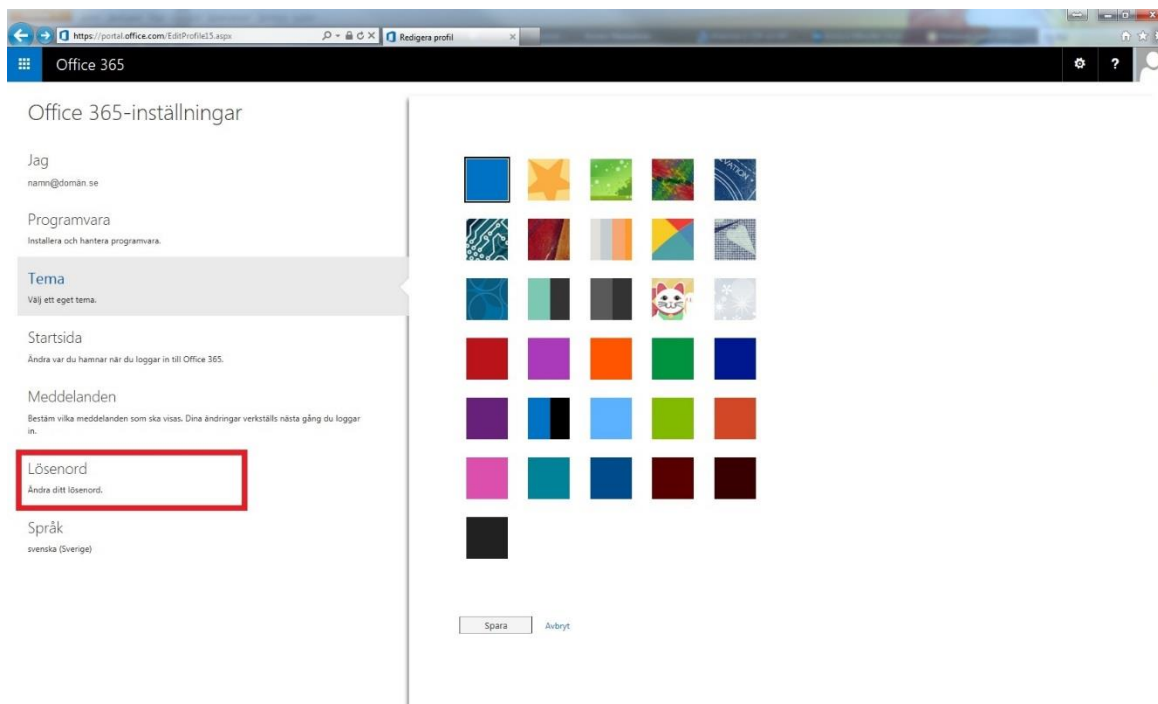 https://portal.office.com/EditProfile15.aspx
Redigera profil
Office 365
?
Office 365-inställningar
Jag
namn@domän.se
Programvara
Installera och hantera programvara.
Tema
Välj ett eget tema.
Startsida
Ändra var du hamnar när du loggar in till Office 365.
Meddelanden
Bestäm vilka meddelanden som ska visas. Dina ändringar verkställs nästa gång du loggar
in.
Lösenord
Ändra ditt lösenord.
Språk
svenska (Sverige)
VATION
Spara
Avbryt